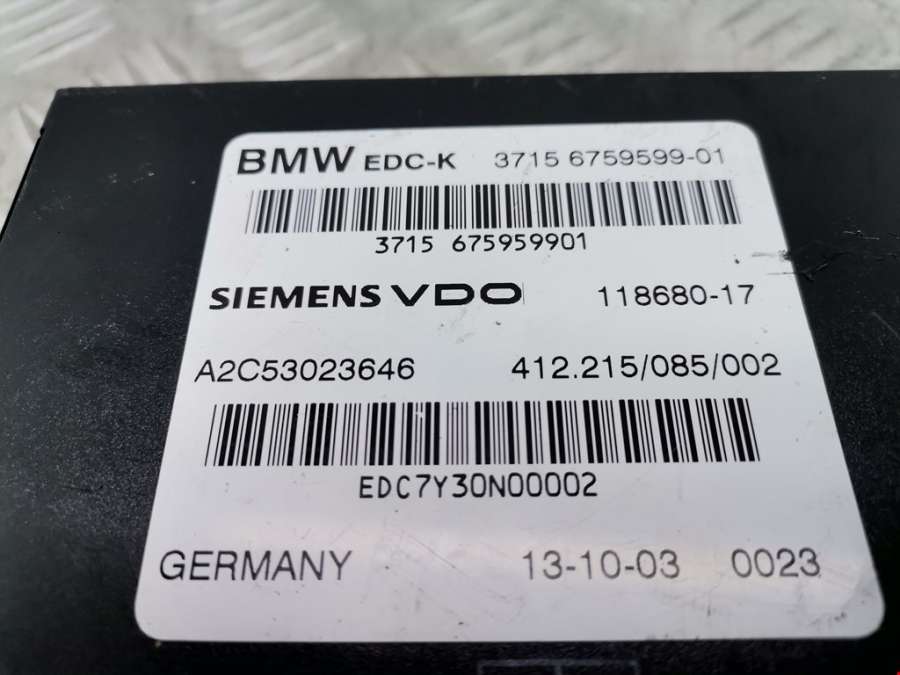 BMW EDC-K 3715 6759599-01
3715 675959901
SIEMENS VDO 118680-17
A2C53023646 412.215/085/002
EDC7Y30N00002
GERMANY 13-10-03 0023